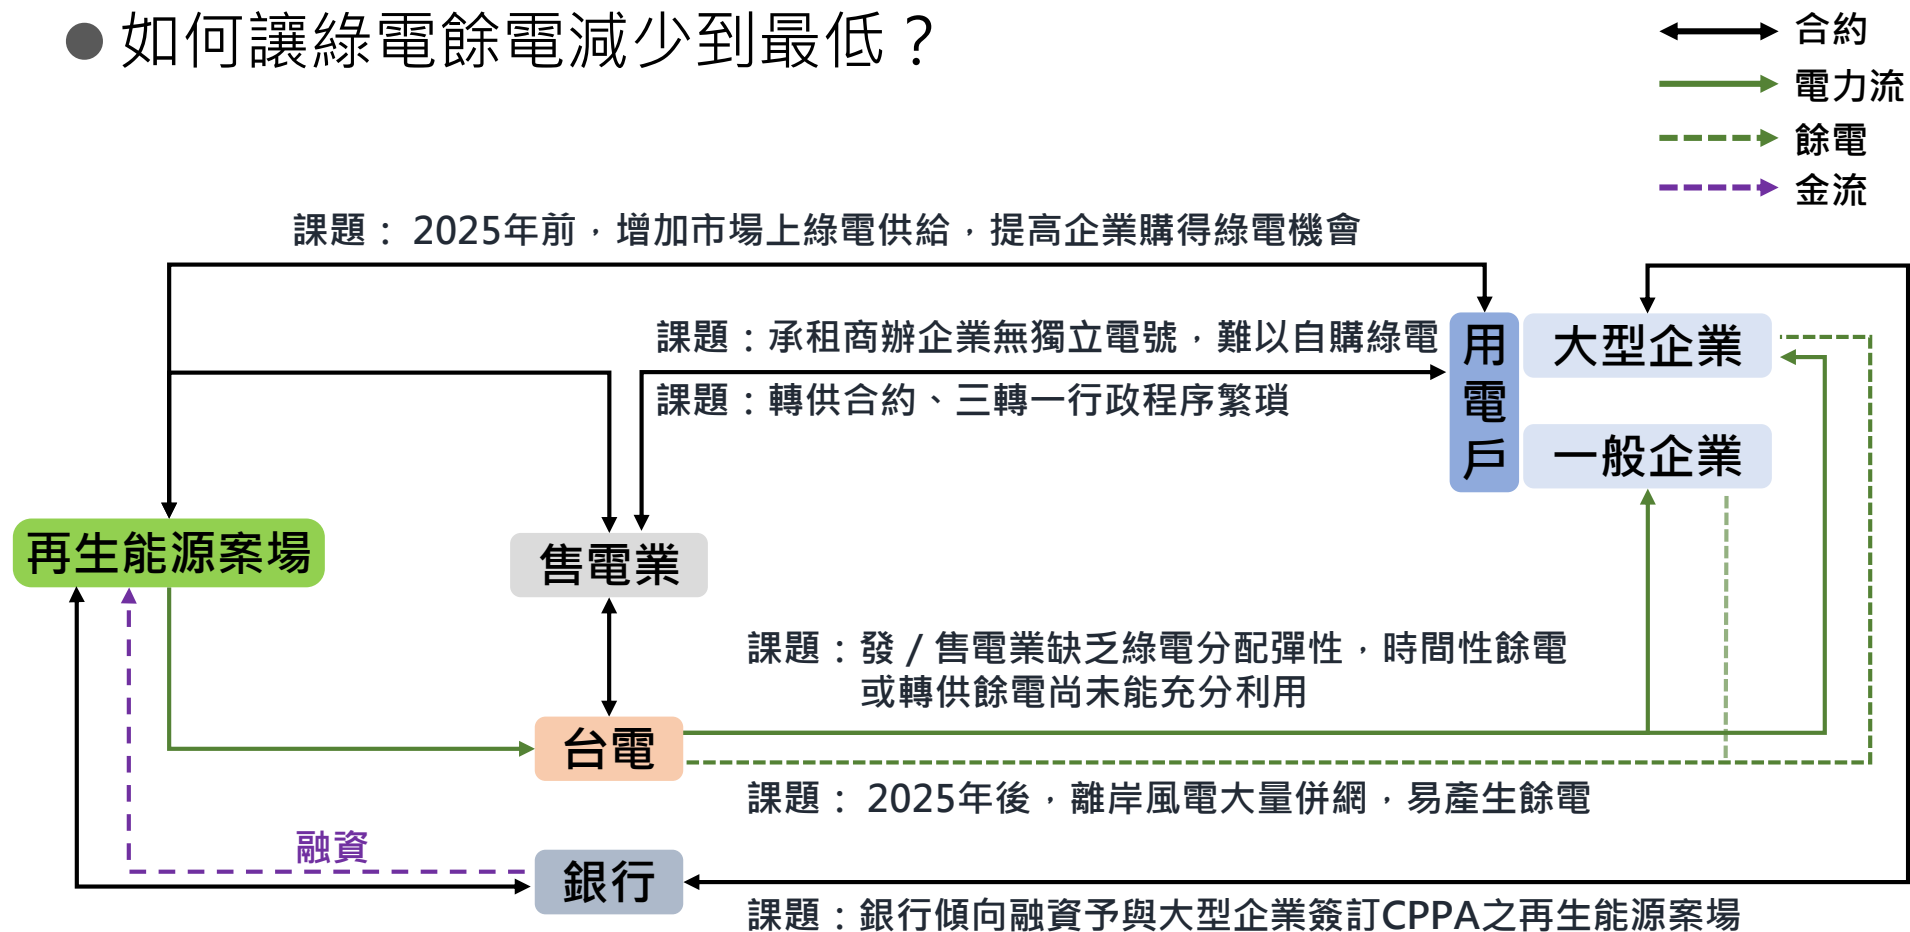 如何讓綠電餘電減少到最低？
合約
電力流
餘電
金流
課題： 2025年前，增加市場上綠電供給，提高企業購得綠電機會
課題：承租商辦企業無獨立電號，難以自購綠電
課題：轉供合約、三轉一行政程序繁瑣
用電戶
大型企業
一般企業
再生能源案場
售電業
課題：發 / 售電業缺乏綠電分配彈性，時間性餘電
或轉供餘電尚未能充分利用
台電
課題： 2025年後，離岸風電大量併網，易產生餘電
融資
銀行
課題：銀行傾向融資予與大型企業簽訂CPPA之再生能源案場